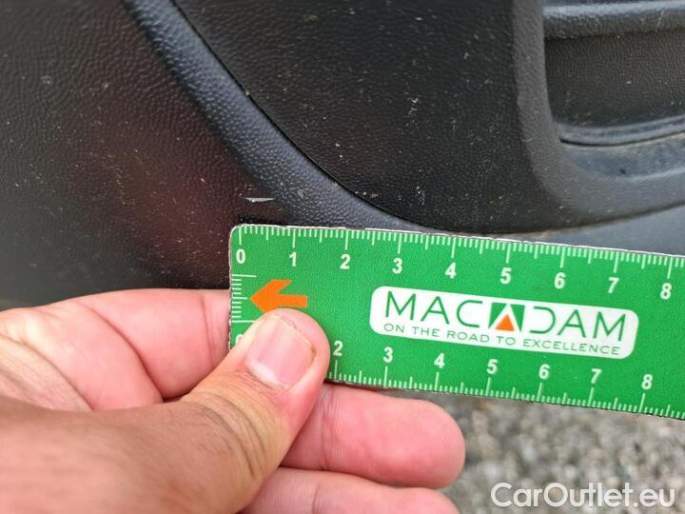 0 1 2 3 4 5 6 7 8
MACADAM
ON THE ROAD TO EXCELLENCE
2 3 4 5 6 7 8
CarOutlet.eu